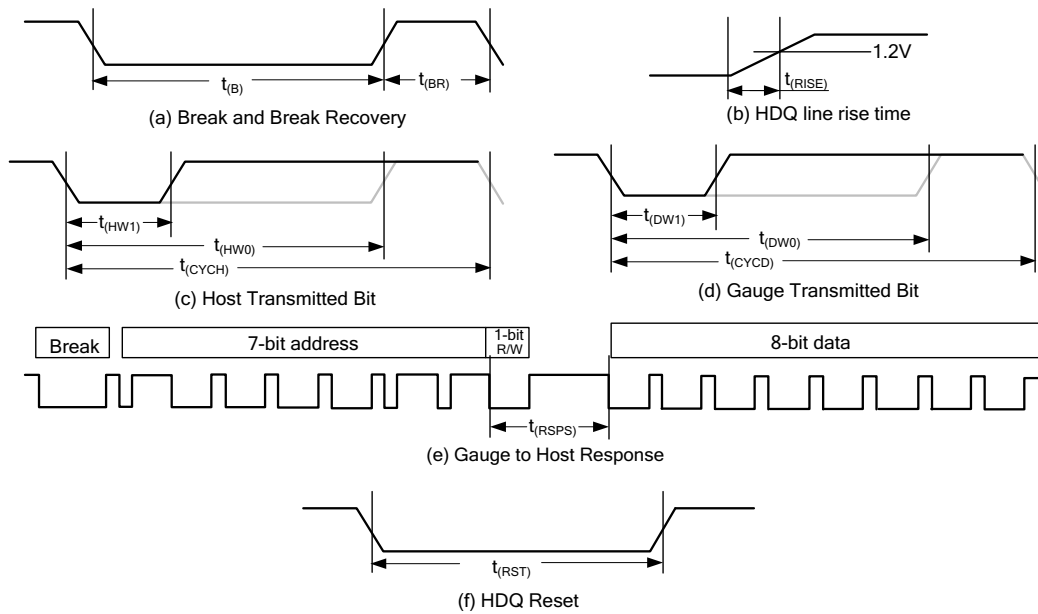 t(B)
t(BR)
(a) Break and Break Recovery
1.2V
t(RISE)
(b) HDQ line rise time
t(HW1)
t(HW0)
t(CYCH)
(c) Host Transmitted Bit
t(DW1)
t(DW0)
t(CYCD)
(d) Gauge Transmitted Bit
Break
7-bit address
1-bit
R/W
8-bit data
t(RSPS)
(e) Gauge to Host Response
t(RST)
(f) HDQ Reset